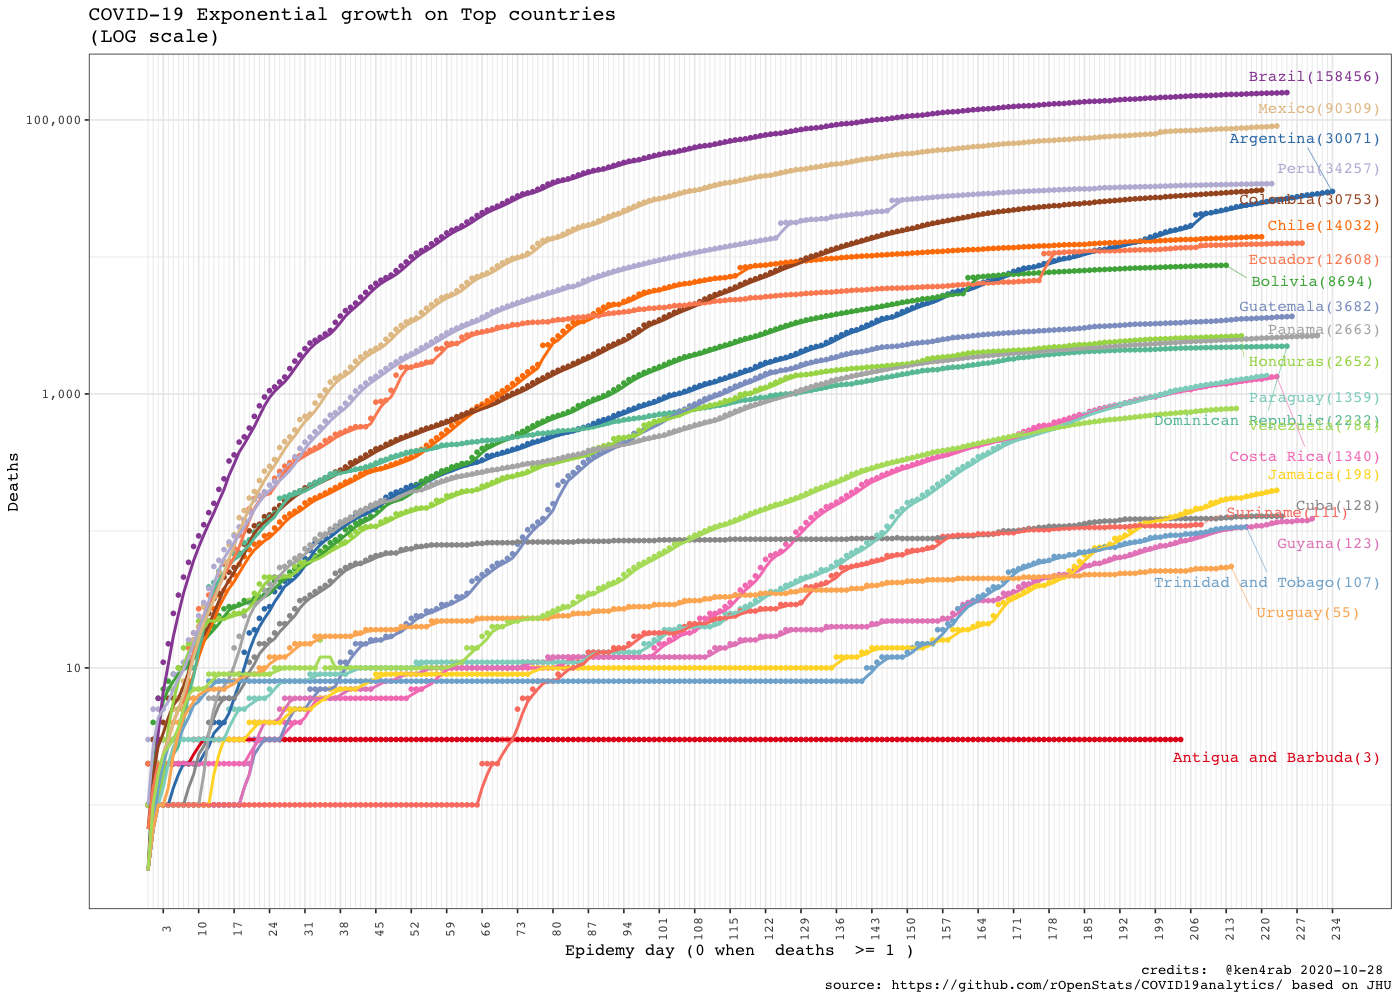 COVID-19 Exponential growth on Top countries
(LOG scale)
Brazil(158456)
Mexico(90309)
100,000
Argentina(30071)
Peru(34257)
Colombia(30753)
Chile(14032)
Ecuador(12608)
Bolivia(8694)
Guatemala(3682)
Panama(2663)
Honduras(2652)
1,000
Paraguay(1359)
Dominican Republic(2232)
Costa Rica(1340)
Jamaica(198)
Deaths
Cuba(128)
Suriname(111)
Guyana(123)
Trinidad and Tobago(107)
Uruguay(55)
10
Antigua and Barbuda(3)
3 10 17 24 31 38 45 52 59 66 73 80 87 94 101 108 115 122 129 136 143 150 157 164 171 178 185 192 199 206 213 220 227 234
Epidemy day (0 when  deaths  >= 1 )
credits:  @ken4rab 2020-10-28
source: https://github.com/rOpenStats/COVID19analytics/ based on JHU